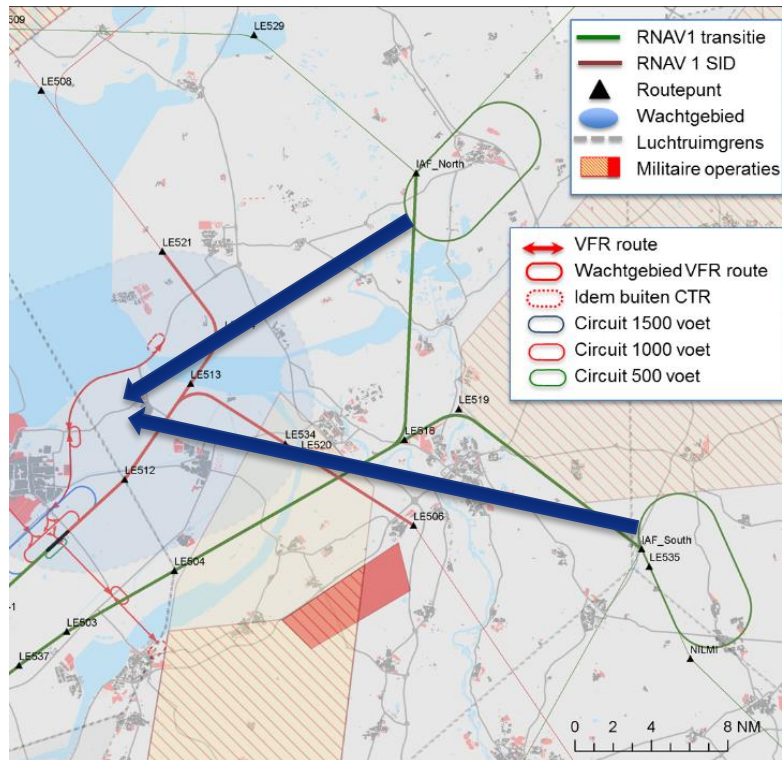 509
LE529
LE508
IAF_North
LE521
LE513
LE519
LE518
LE534
LE520
LE512
LE506
IAF_South
LE535
LE504
-1
LE503
NILMI
LE537
RNAV1 transitie
RNAV 1 SID
Routepunt
Wachtgebied
Luchtruimgrens
Militaire operaties
VFR route
Wachtgebied VFR route
Idem buiten CTR
Circuit 1500 voet
Circuit 1000 voet
Circuit 500 voet
0 2 4 8 NM